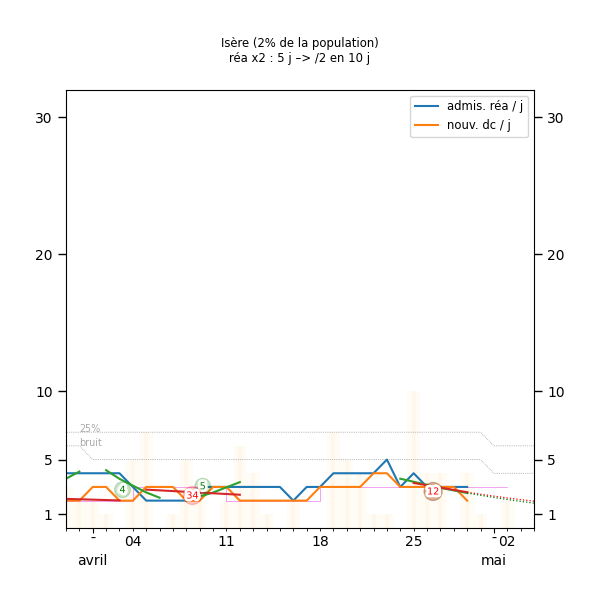 Isère (2% de la population)
réa x2 : 5 j –> /2 en 10 j
admis. réa / j
nouv. dc / j
30 30
20 20
10 10
25%
bruit
5 5
4 5 34 12
1 1
04 11 18 25 02
avril mai